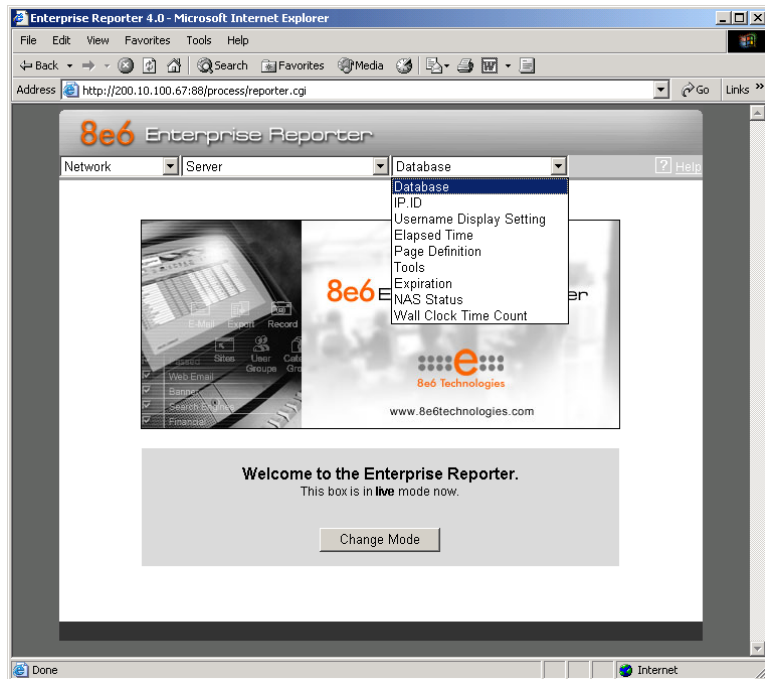 Enterprise Reporter 4.0 - Microsoft Internet Explorer
File Edit View Favorites Tools Help
Back Search Favorites Media
Address http://200.10.100.67:88/process/reporter.cgi Go Links »
8e6 Enterprise Reporter
Network Server Database ? Help
Database
IP.ID
Username Display Setting
Elapsed Time
Page Definition
Tools
Expiration
NAS Status
Wall Clock Time Count
8e6 E er
E-Mail Export Record
Sites User Groups
Web Email
Banner
Search Engines
Financial
e
8e6 Technologies
www.8e6technologies.com
Welcome to the Enterprise Reporter.
This box is in live mode now.
Change Mode
Done Internet